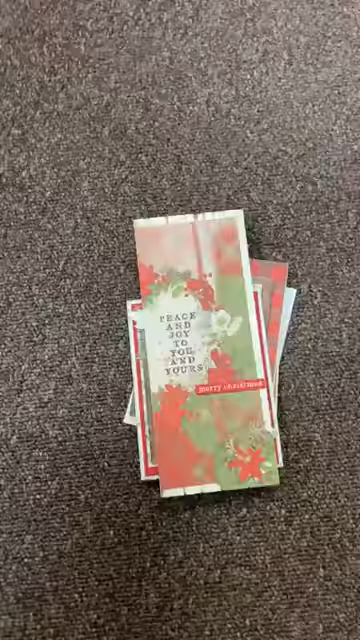 PEACE
AND
JOY
TO
YOU
AND
YOURS
merry christmas